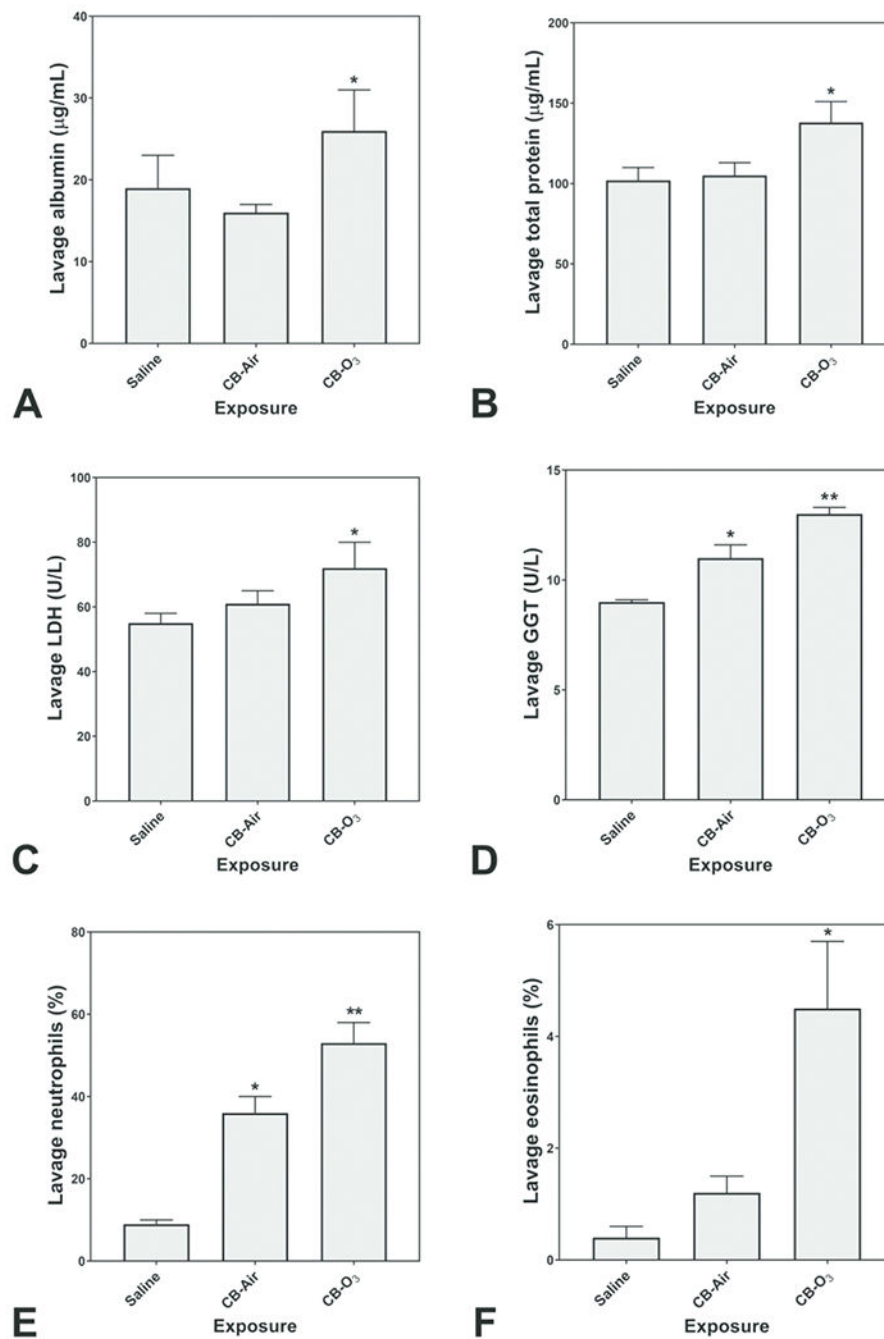 40
30
20
10
0
Lavage albumin (µg/mL)
*
Saline
CB-Air
CB-O₃
Exposure
A
200
150
100
50
0
Lavage total protein (µg/mL)
*
Saline
CB-Air
CB-O₃
Exposure
B
100
80
60
40
20
0
Lavage LDH (U/L)
*
Saline
CB-Air
CB-O₃
Exposure
C
15
10
5
0
Lavage GGT (U/L)
*
**
Saline
CB-Air
CB-O₃
Exposure
D
80
60
40
20
0
Lavage neutrophils (%)
*
**
Saline
CB-Air
CB-O₃
Exposure
E
6
4
2
0
Lavage eosinophils (%)
*
Saline
CB-Air
CB-O₃
Exposure
F